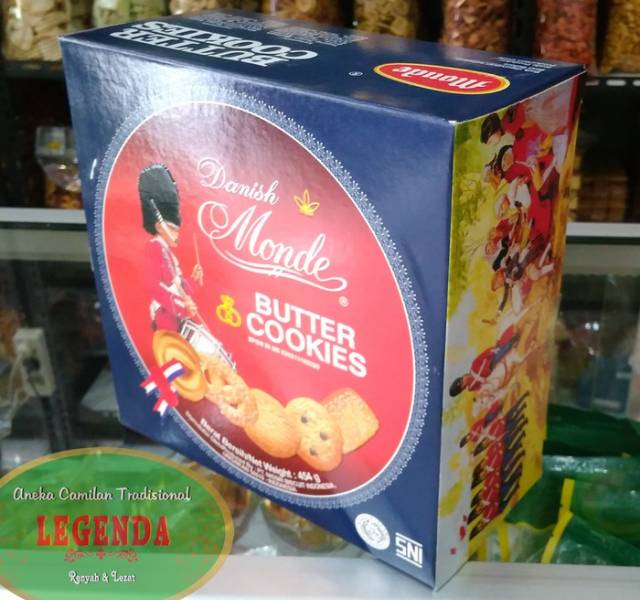 BUTTER
COOKIES
Monde
Danish
Monde
®
BUTTER
COOKIES
Berat Bersih/Net Weight : 454 g
SNI
Aneka Camilan Tradisional
LEGENDA
Renyah & Lezat